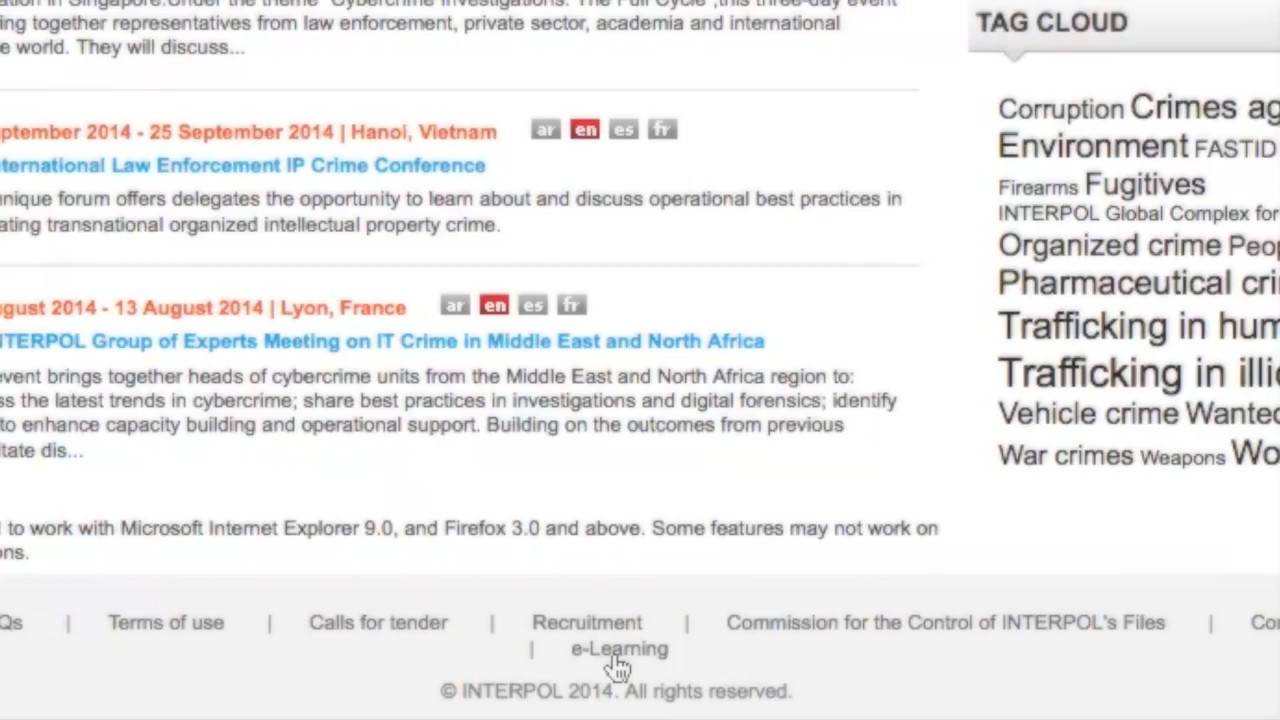 ing together representatives from law enforcement, private sector, academia and international
e world. They will discuss...
ptember 2014 - 25 September 2014 | Hanoi, Vietnam ar en es fr
nternational Law Enforcement IP Crime Conference
unique forum offers delegates the opportunity to learn about and discuss operational best practices in
ating transnational organized intellectual property crime.
gust 2014 - 13 August 2014 | Lyon, France ar en es fr
NTERPOL Group of Experts Meeting on IT Crime in Middle East and North Africa
event brings together heads of cybercrime units from the Middle East and North Africa region to:
ss the latest trends in cybercrime; share best practices in investigations and digital forensics; identify
to enhance capacity building and operational support. Building on the outcomes from previous
itate dis...
l to work with Microsoft Internet Explorer 9.0, and Firefox 3.0 and above. Some features may not work on
ons.
TAG CLOUD
Corruption Crimes ag
Environment FASTID
Firearms Fugitives
INTERPOL Global Complex for
Organized crime Peop
Pharmaceutical cri
Trafficking in hum
Trafficking in illic
Vehicle crime Wanted
War crimes Weapons Wo
Qs | Terms of use | Calls for tender | Recruitment | Commission for the Control of INTERPOL's Files | Con
| e-Learning
© INTERPOL 2014. All rights reserved.